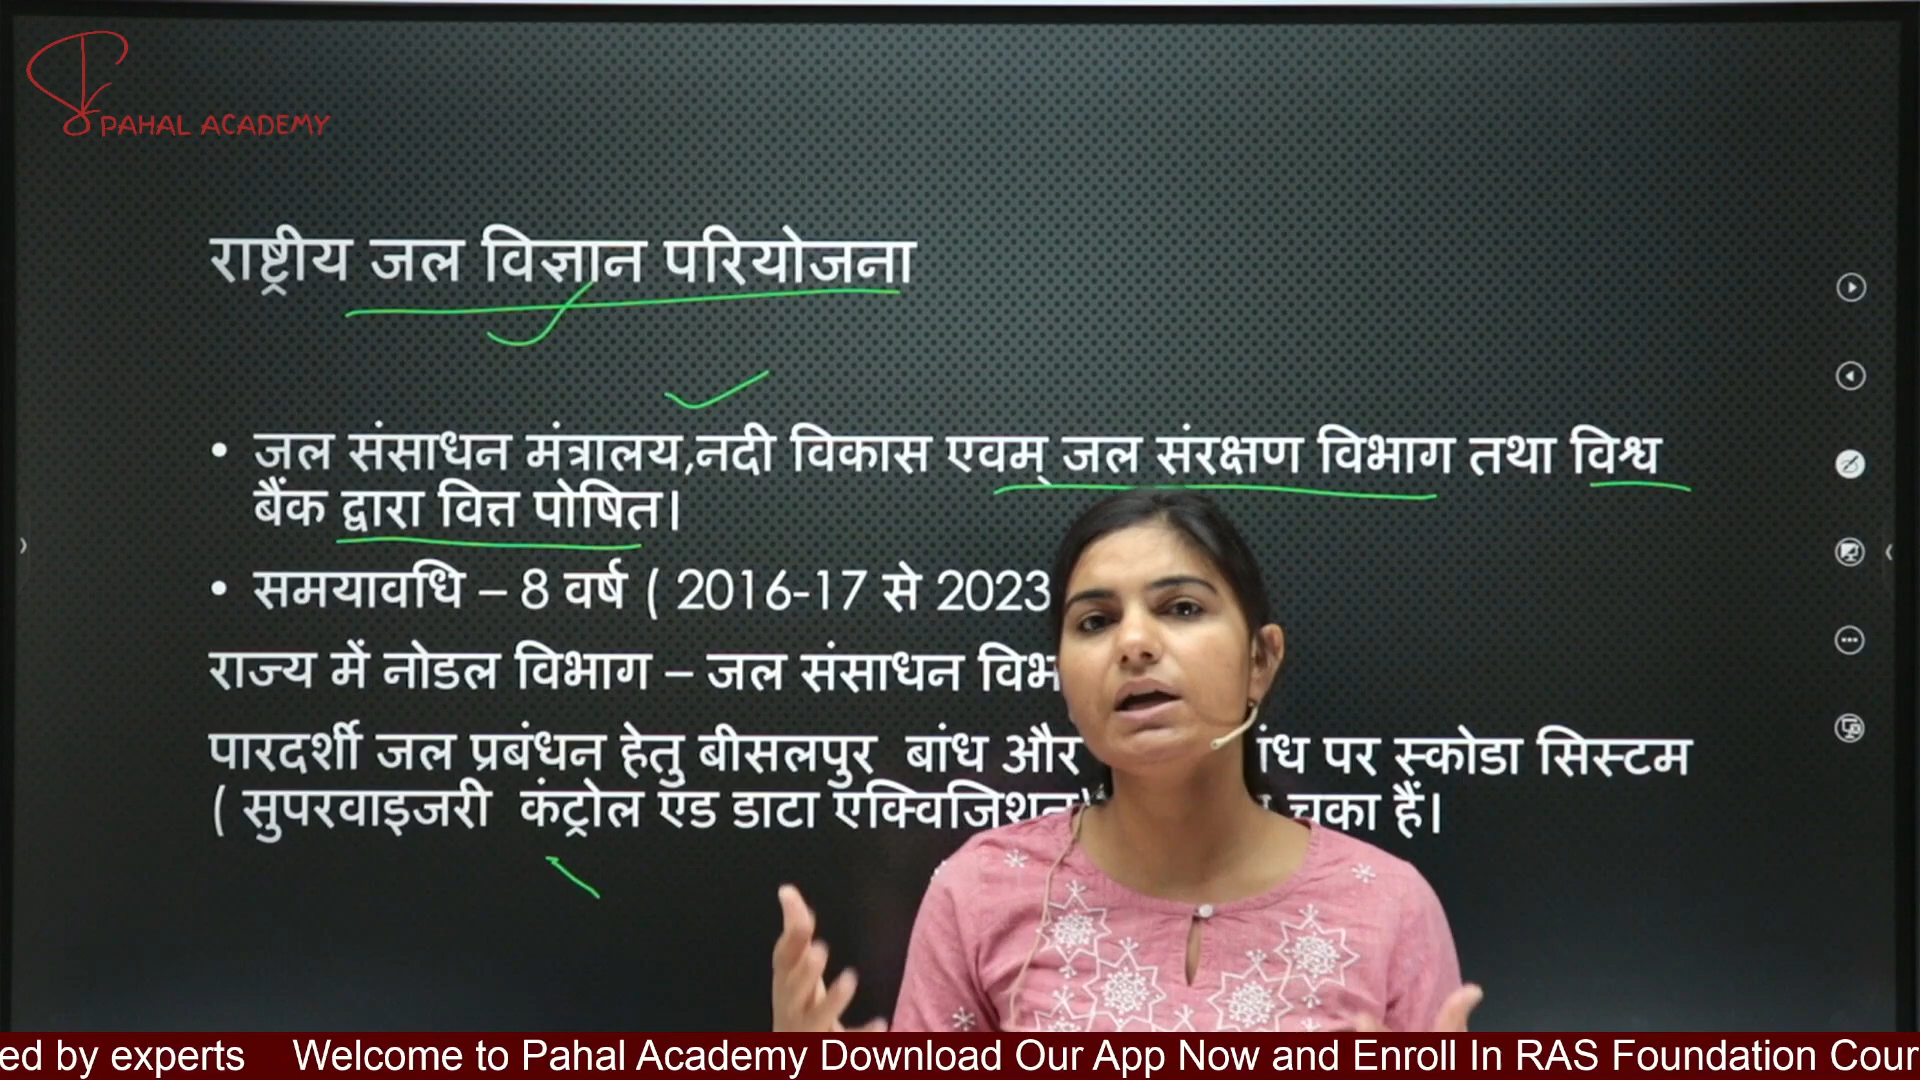 PAHAL ACADEMY
राष्ट्रीय जल विज्ञान परियोजना
• जल संसाधन मंत्रालय,नदी विकास एवम् जल संरक्षण विभाग तथा विश्व
बैंक द्वारा वित्त पोषित।
• समयावधि – 8 वर्ष ( 2016-17 से 2023
राज्य में नोडल विभाग – जल संसाधन
पारदर्शी जल प्रबंधन हेतु बीसलपुर बांध और पर स्कोडा सिस्टम
( सुपरवाइजरी कंट्रोल एंड डाटा चुका हैं।
ed by experts Welcome to Pahal Academy Download Our App Now and Enroll In RAS Foundation Cour